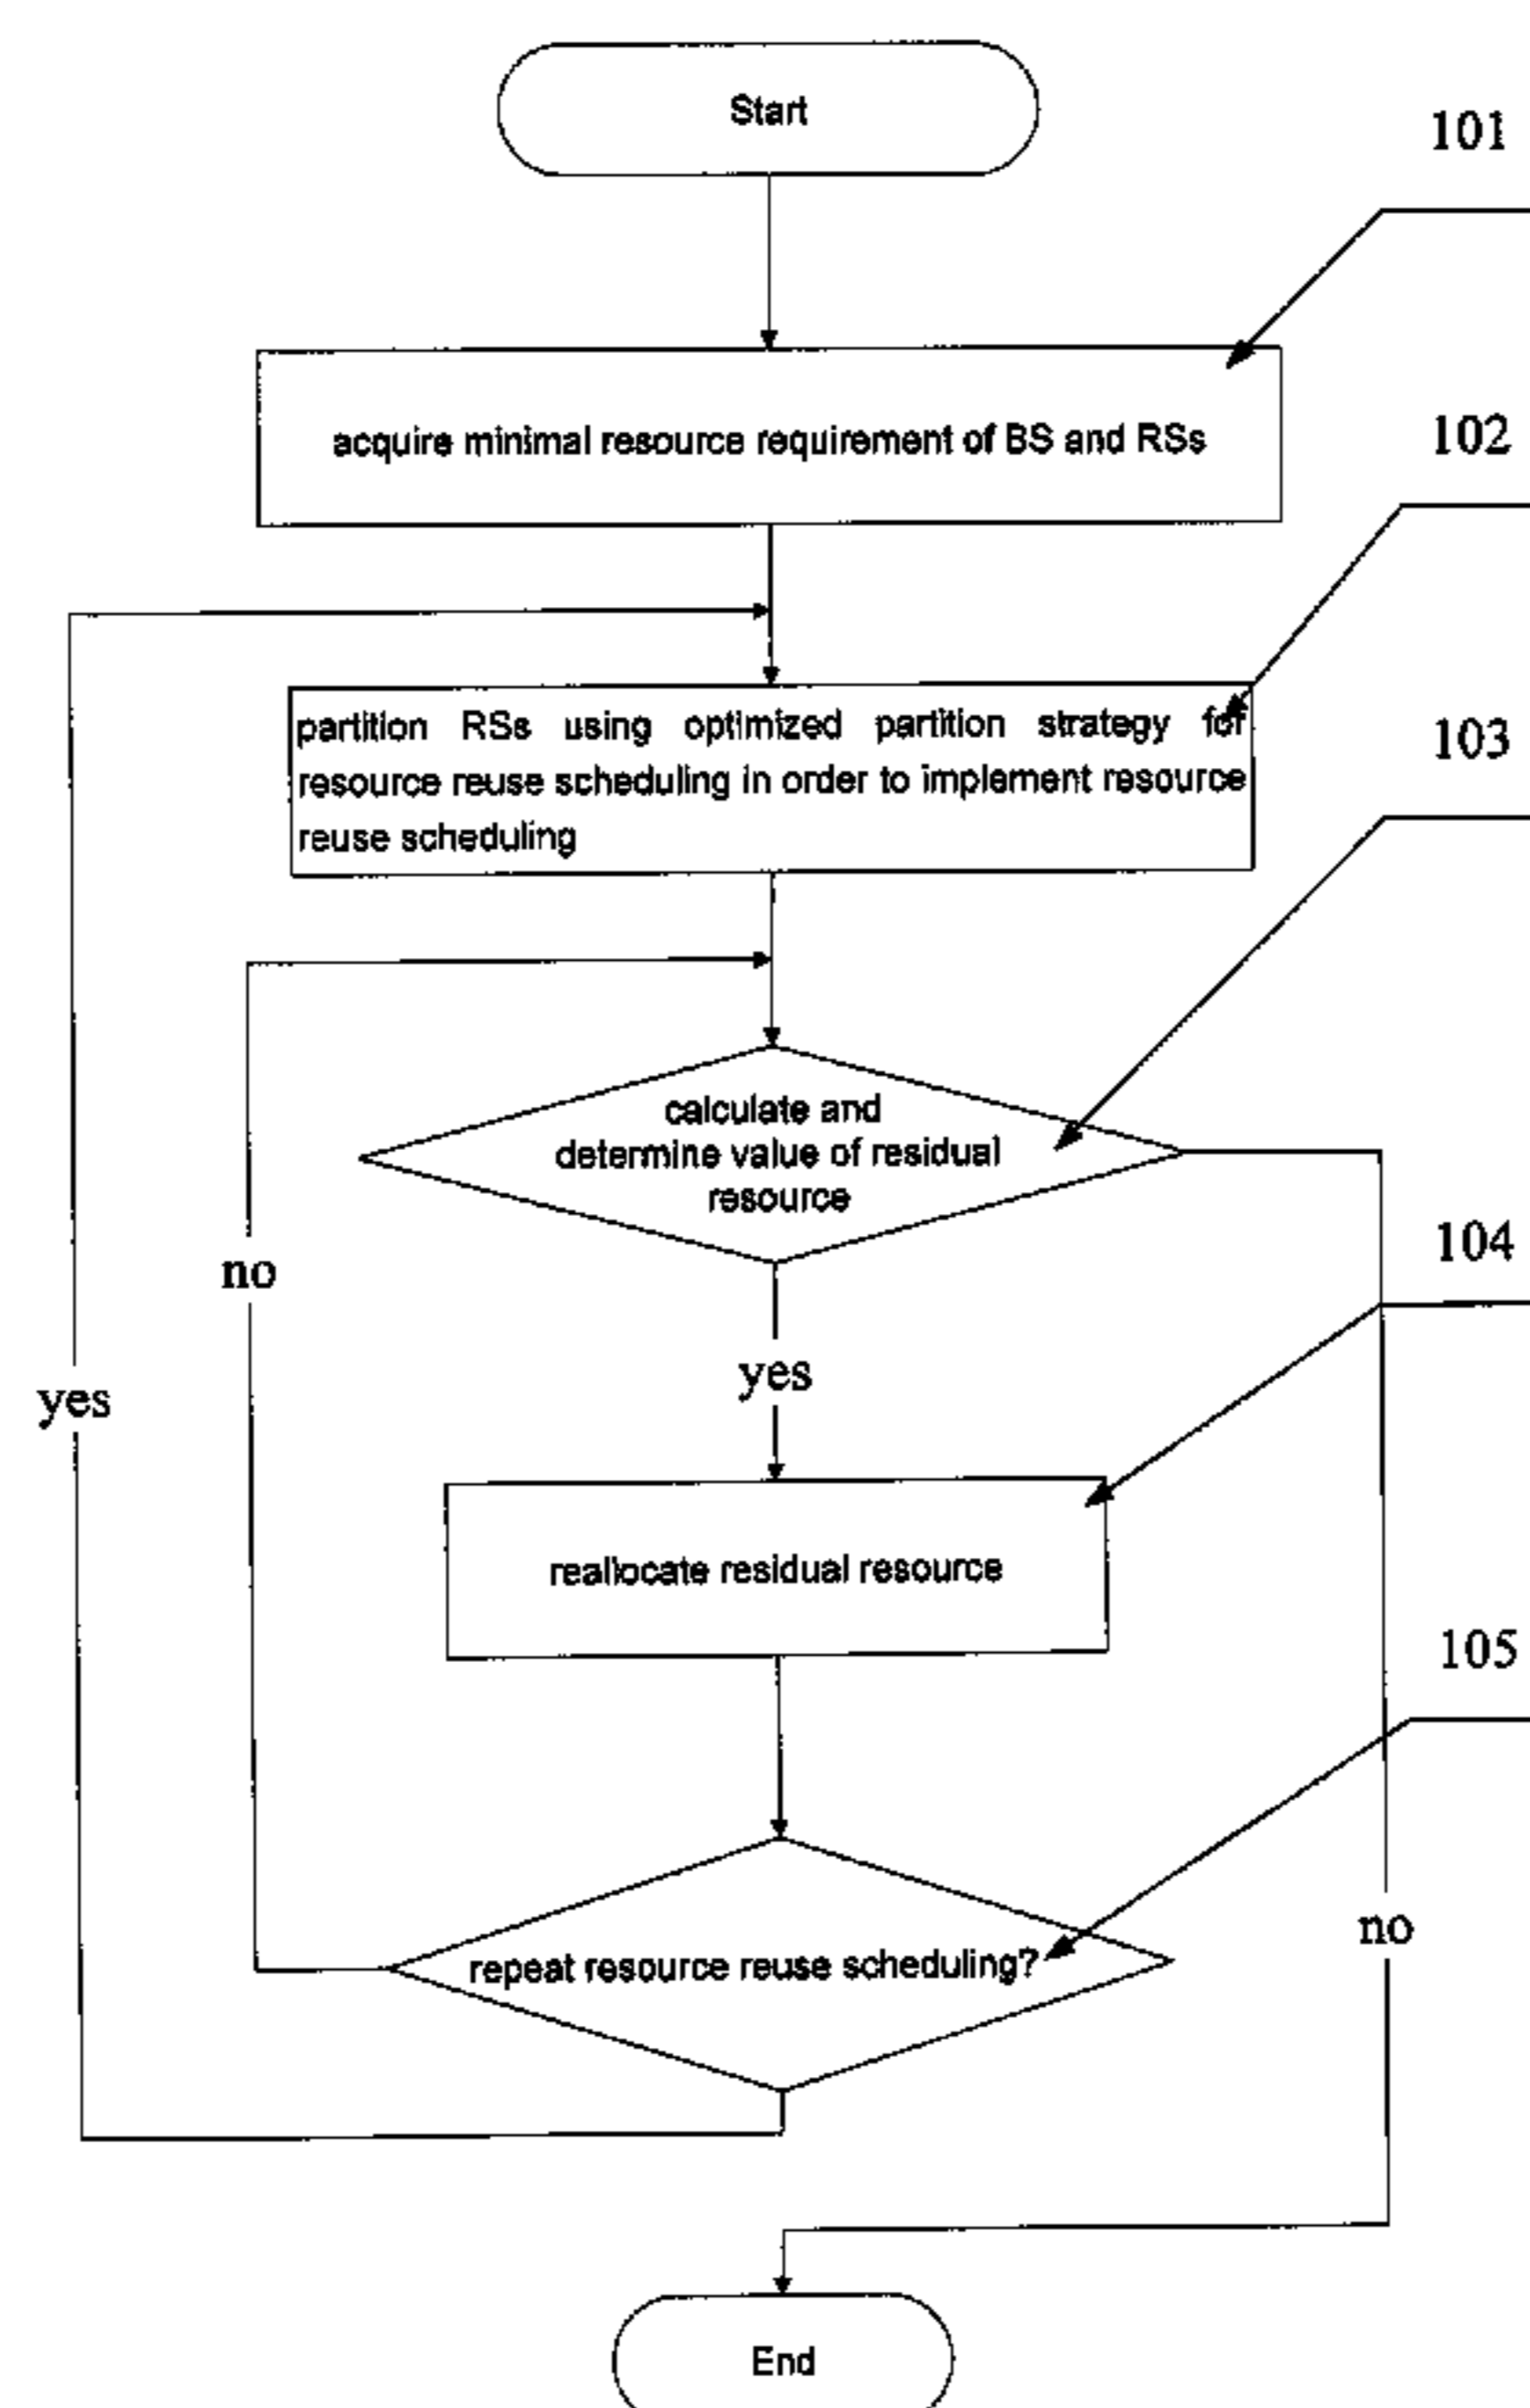 Start
101
acquire minimal resource requirement of BS and RSs
102
partition RSs using optimized partition strategy for
resource reuse scheduling in order to implement resource
reuse scheduling
103
calculate and
determine value of residual
resource
104
no
yes
yes
reallocate residual resource
105
no
repeat resource reuse scheduling?
End